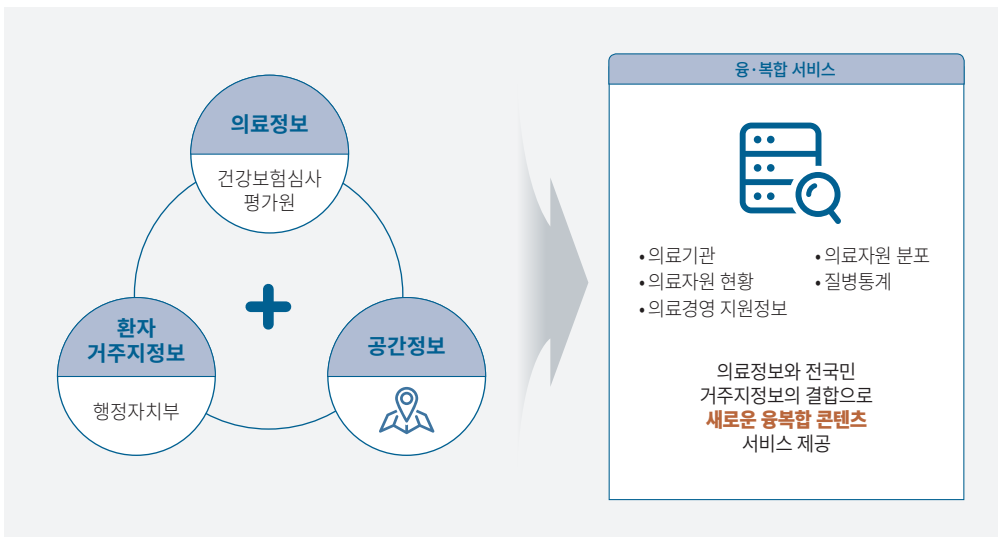 의료정보
건강보험심사
평가원
환자
거주지정보
행정자치부
공간정보
융·복합 서비스
• 의료기관
• 의료자원 현황
• 의료경영 지원정보
• 의료자원 분포
• 질병통계
의료정보와 전국민
거주지정보의 결합으로
새로운 융복합 콘텐츠
서비스 제공